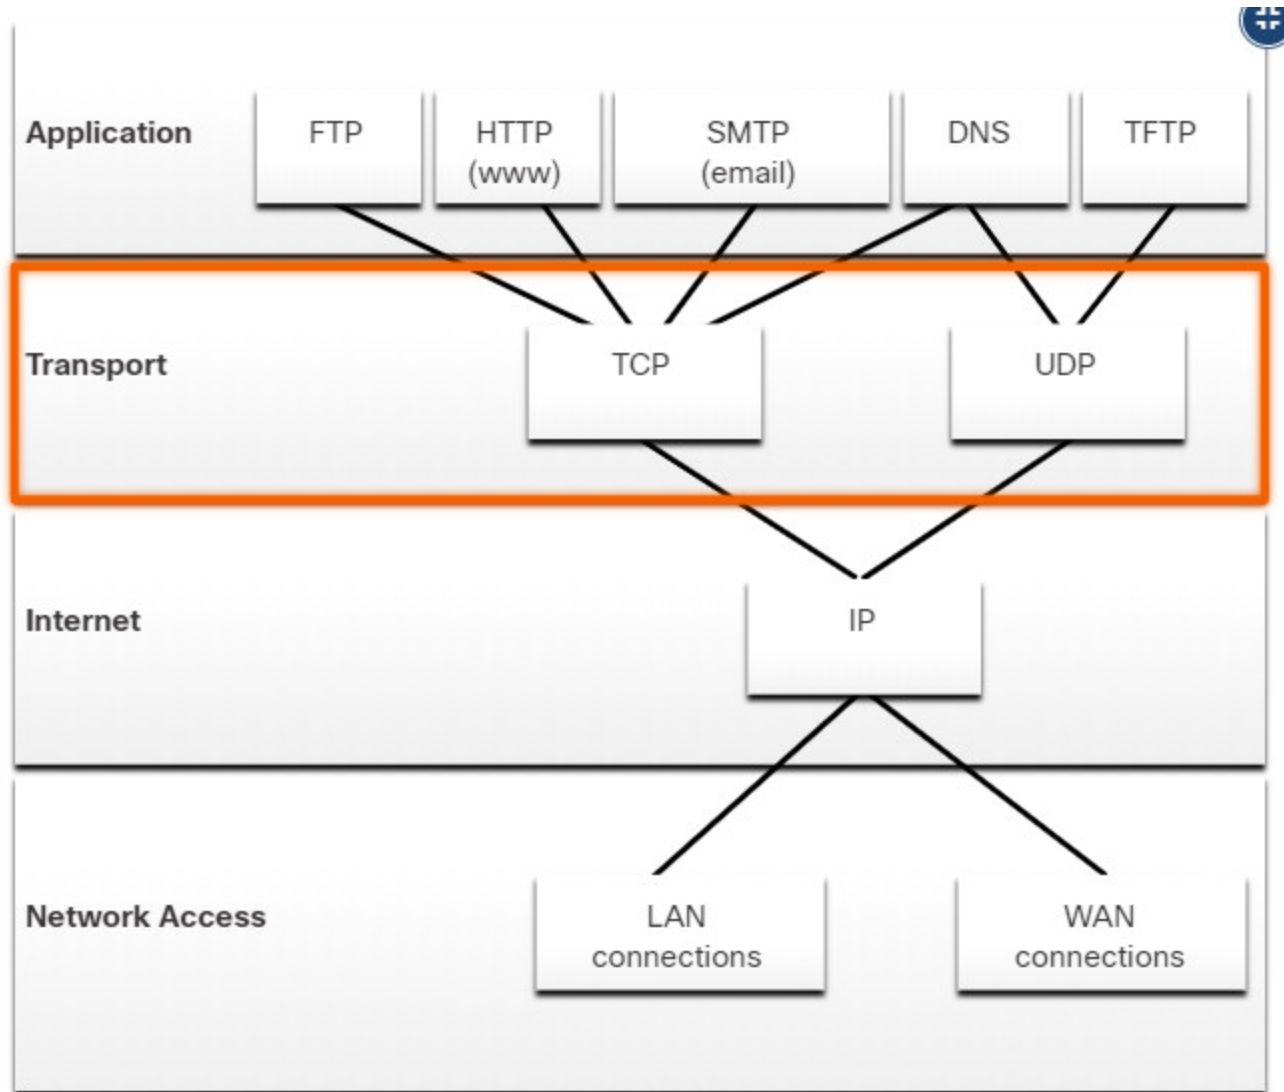 Application
FTP
HTTP
(www)
SMTP
(email)
DNS
TFTP
Transport
TCP
UDP
Internet
IP
Network Access
LAN
connections
WAN
connections